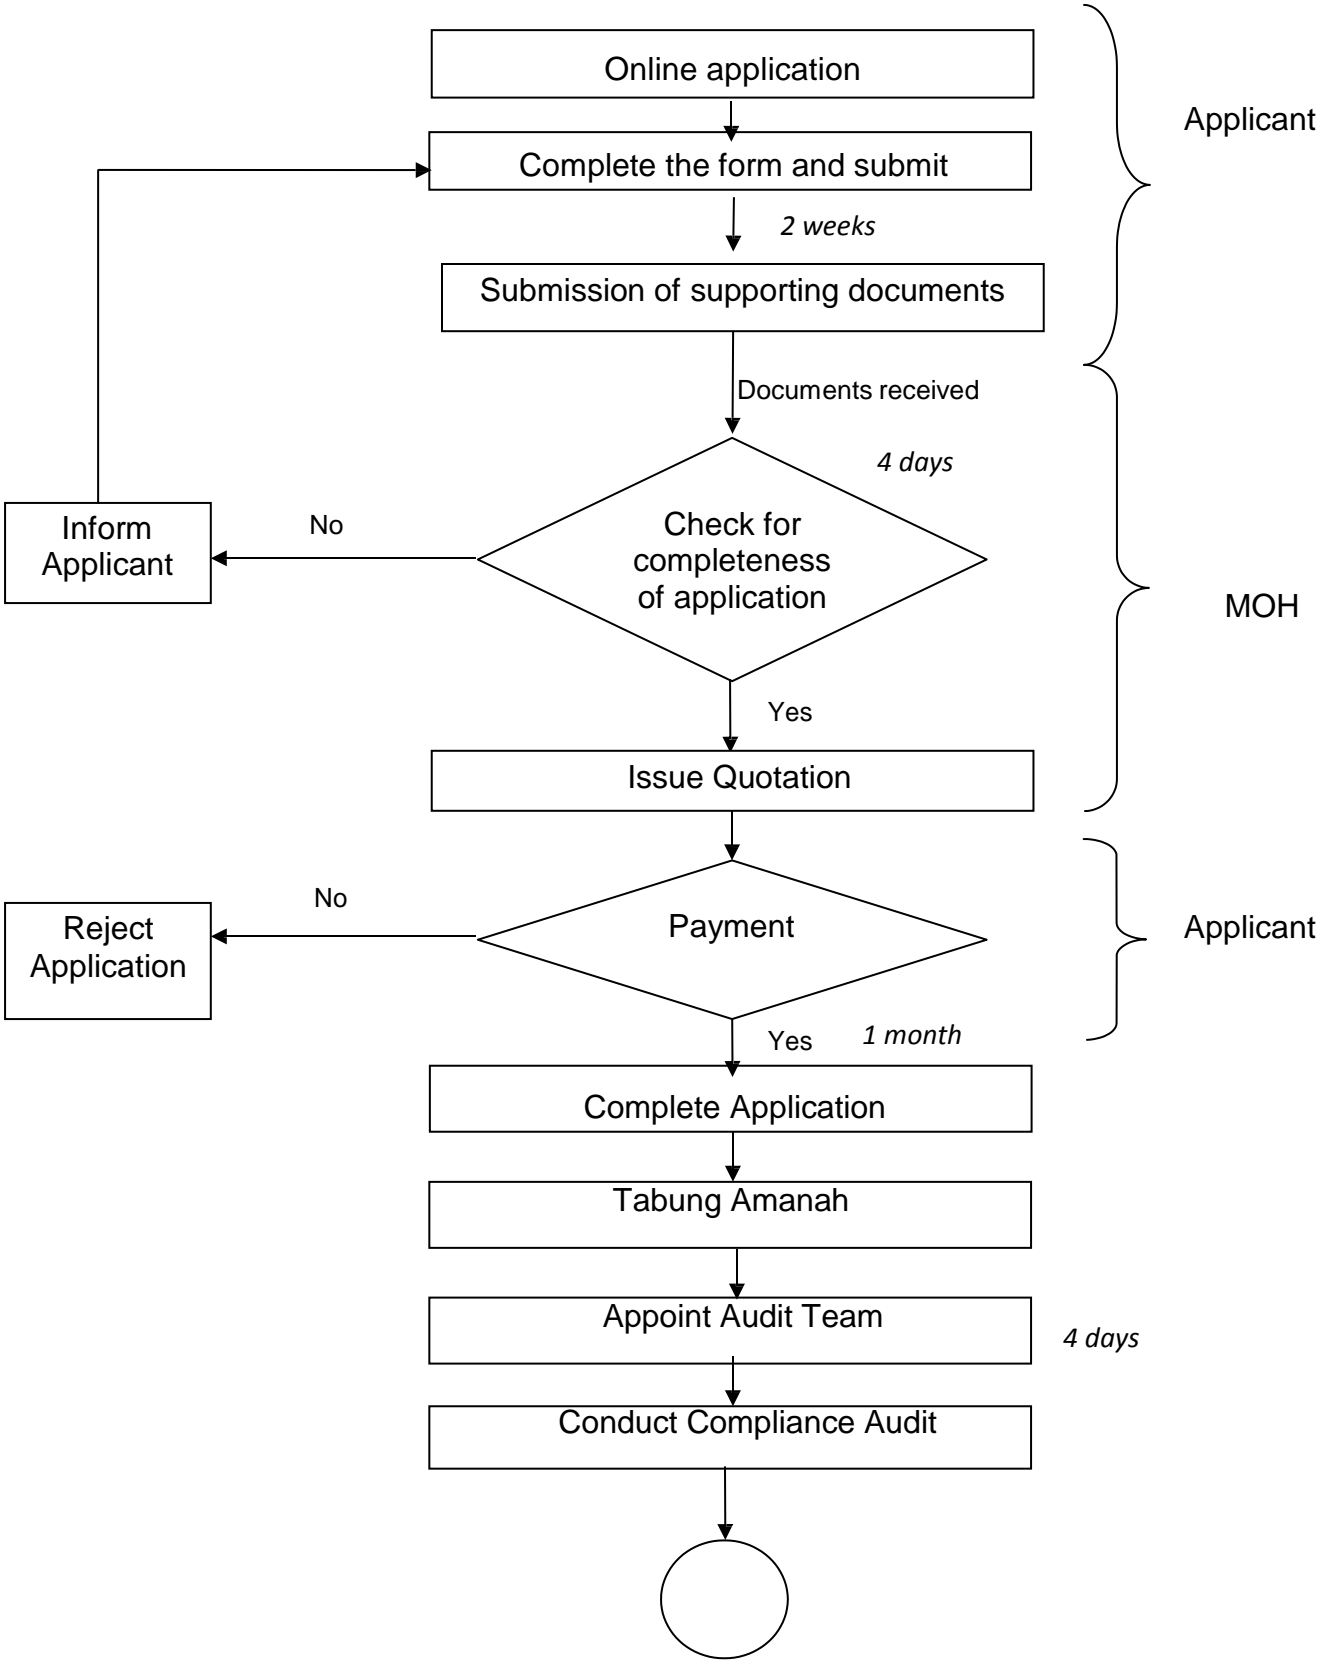 Online application
Applicant
Complete the form and submit
2 weeks
Submission of supporting documents
Documents received
4 days
Check for
completeness
of application
No
Inform
Applicant
MOH
Yes
Issue Quotation
Payment
No
Reject
Application
Applicant
Yes
1 month
Complete Application
Tabung Amanah
Appoint Audit Team
4 days
Conduct Compliance Audit